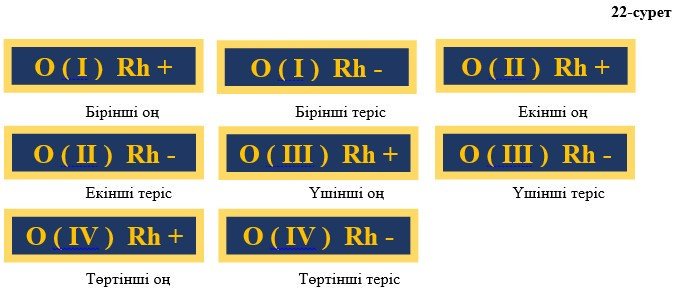 22-сурет
O ( I ) Rh + O ( I ) Rh - O ( II ) Rh +
Бірінші оң Бірінші теріс Екінші оң
O ( II ) Rh - O ( III ) Rh + O ( III ) Rh -
Екінші теріс Үшінші оң Үшінші теріс
O ( IV ) Rh + O ( IV ) Rh -
Төртінші оң Төртінші теріс